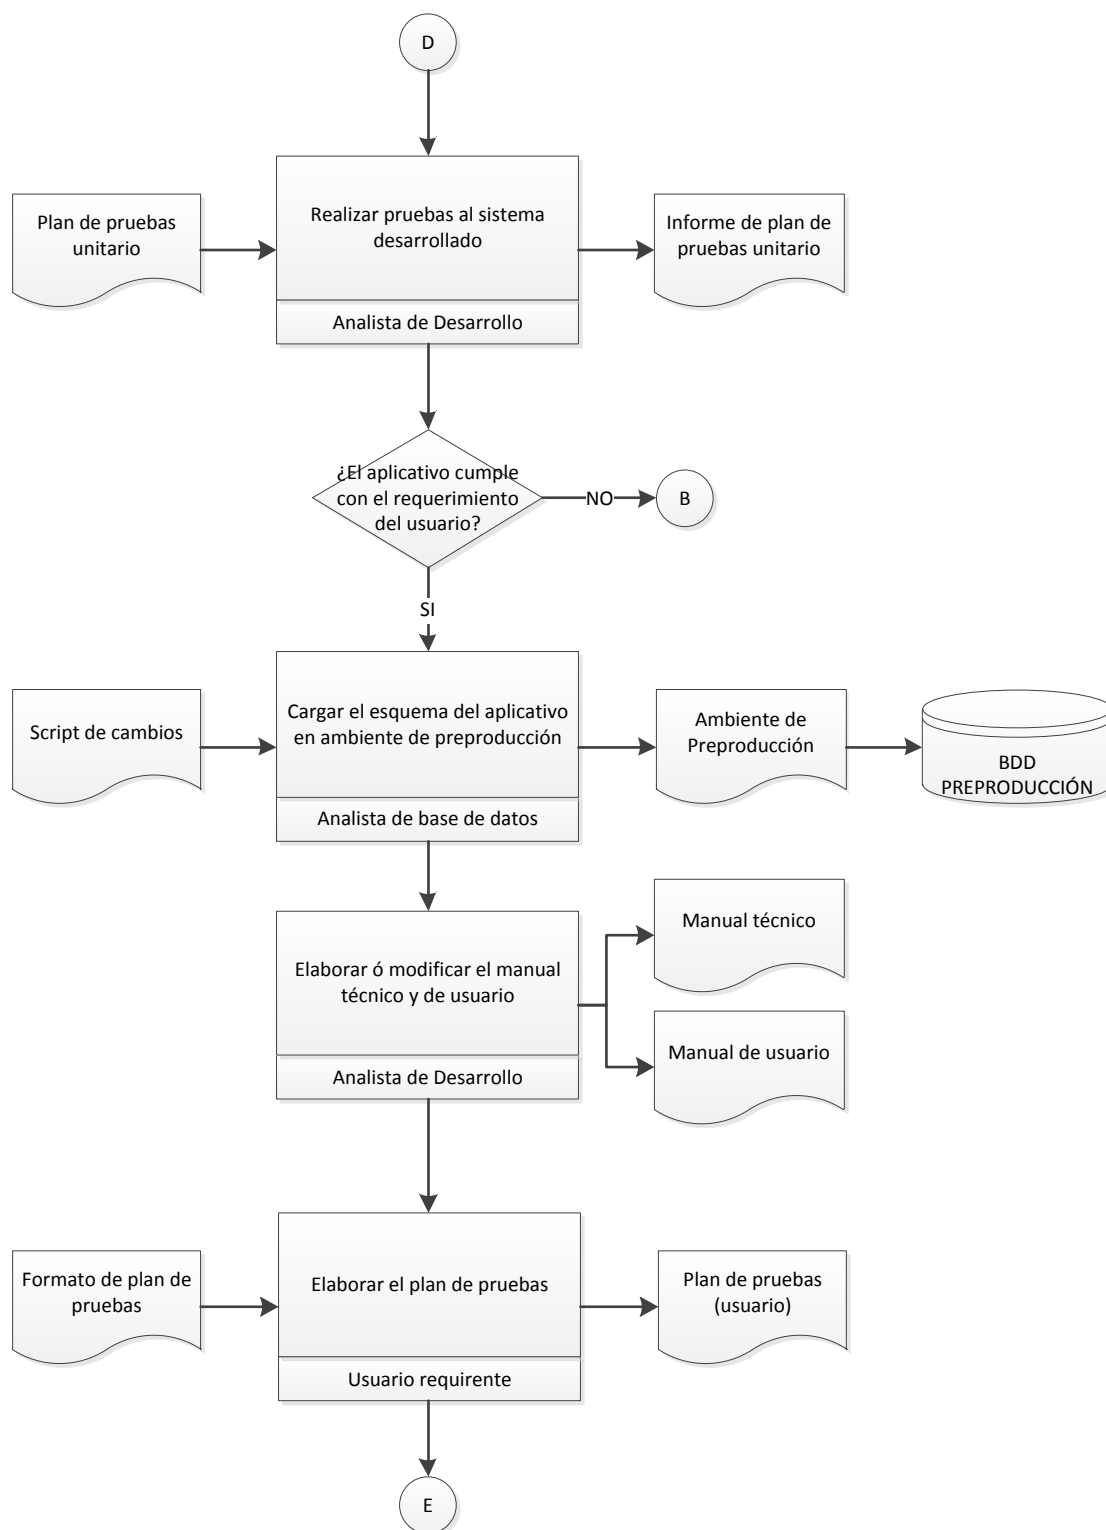 D
Plan de pruebas
unitario
Realizar pruebas al sistema
desarrollado
Analista de Desarrollo
Informe de plan de
pruebas unitario
¿El aplicativo cumple
con el requerimiento
del usuario?
NO
B
SI
Script de cambios
Cargar el esquema del aplicativo
en ambiente de preproducción
Analista de base de datos
Ambiente de
Preproducción
BDD
PREPRODUCCIÓN
Elaborar ó modificar el manual
técnico y de usuario
Analista de Desarrollo
Manual técnico
Manual de usuario
Formato de plan de
pruebas
Elaborar el plan de pruebas
Usuario requirente
Plan de pruebas
(usuario)
E